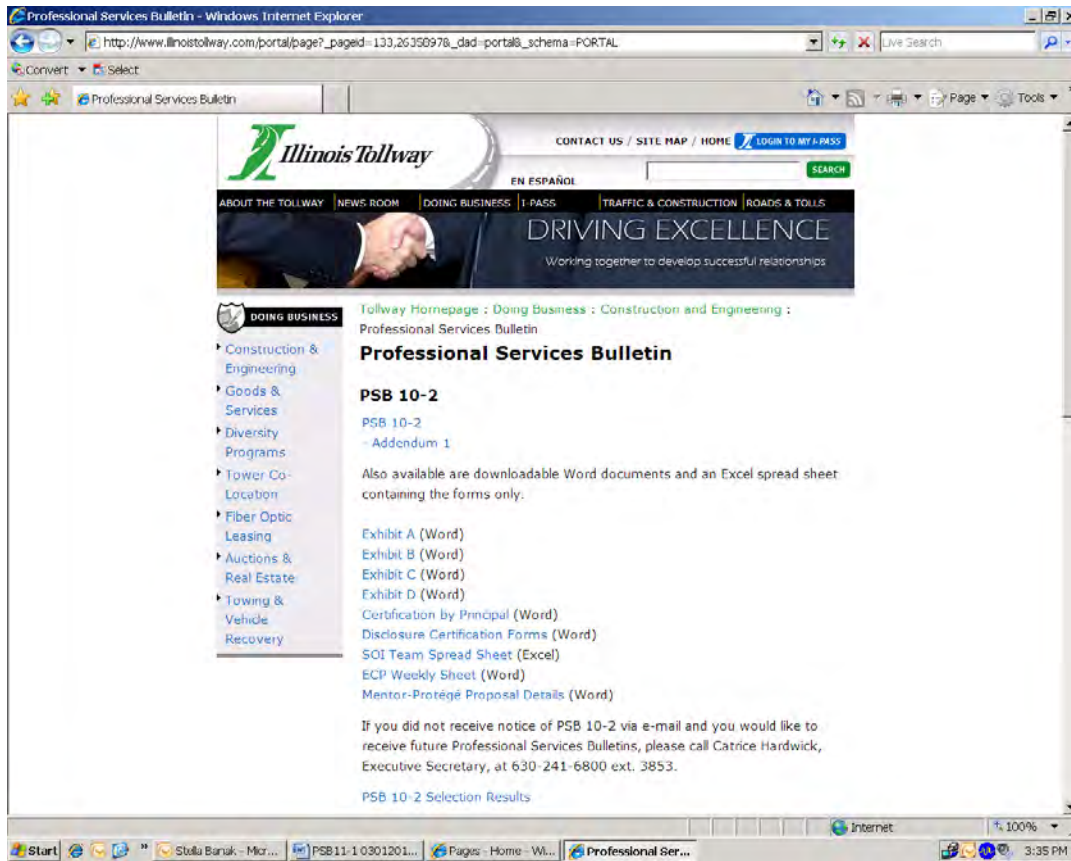 Professional Services Bulletin - Windows Internet Explorer
http://www.illinoistollway.com/portal/page?_pageid=133,2635097&_dad=portal&_schema=PORTAL
Live Search
Convert Select
Professional Services Bulletin
Page Tools
Illinois Tollway
CONTACT US / SITE MAP / HOME LOGIN TO MY I-PASS
SEARCH
EN ESPAÑOL
ABOUT THE TOLLWAY NEWS ROOM DOING BUSINESS I-PASS TRAFFIC & CONSTRUCTION ROADS & TOLLS
DRIVING EXCELLENCE
Working together to develop successful relationships
DOING BUSINESS
Construction &
Engineering
Goods &
Services
Diversity
Programs
Tower Co-
Location
Fiber Optic
Leasing
Auctions &
Real Estate
Towing &
Vehicle
Recovery
Tollway Homepage : Doing Business : Construction and Engineering :
Professional Services Bulletin
Professional Services Bulletin
PSB 10-2
PSB 10-2
- Addendum 1
Also available are downloadable Word documents and an Excel spread sheet
containing the forms only.
Exhibit A (Word)
Exhibit B (Word)
Exhibit C (Word)
Exhibit D (Word)
Certification by Principal (Word)
Disclosure Certification Forms (Word)
SOI Team Spread Sheet (Excel)
ECP Weekly Sheet (Word)
Mentor-Protégé Proposal Details (Word)
If you did not receive notice of PSB 10-2 via e-mail and you would like to
receive future Professional Services Bulletins, please call Catrice Hardwick,
Executive Secretary, at 630-241-6800 ext. 3853.
PSB 10-2 Selection Results
Internet 100%
Start Stella Banak - Micr... PSB11-1 0301201... Pages - Home - Wi... Professional Ser... 3:35 PM